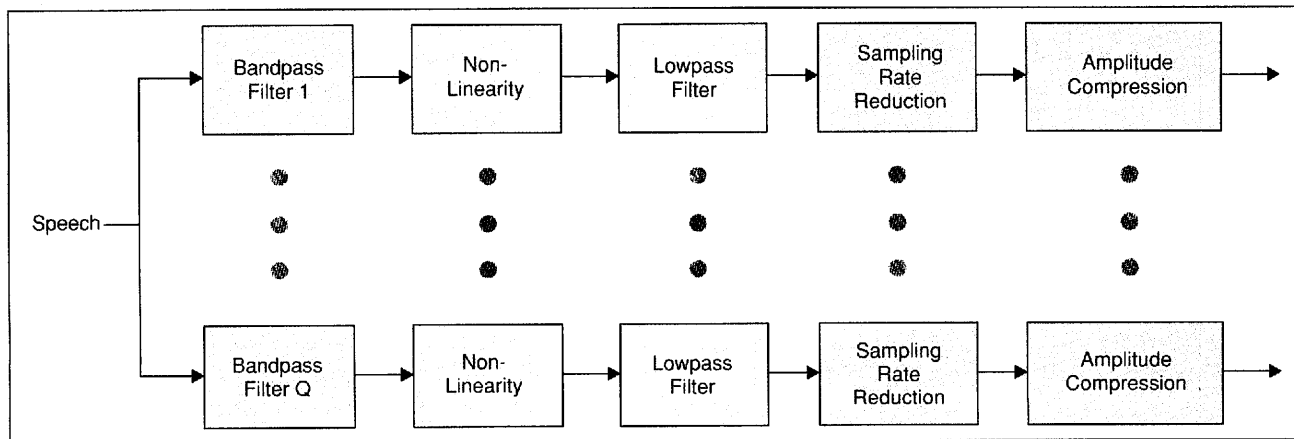 Bandpass
Filter 1
Non-
Linearity
Lowpass
Filter
Sampling
Rate
Reduction
Amplitude
Compression
Speech
Bandpass
Filter Q
Non-
Linearity
Lowpass
Filter
Sampling
Rate
Reduction
Amplitude
Compression